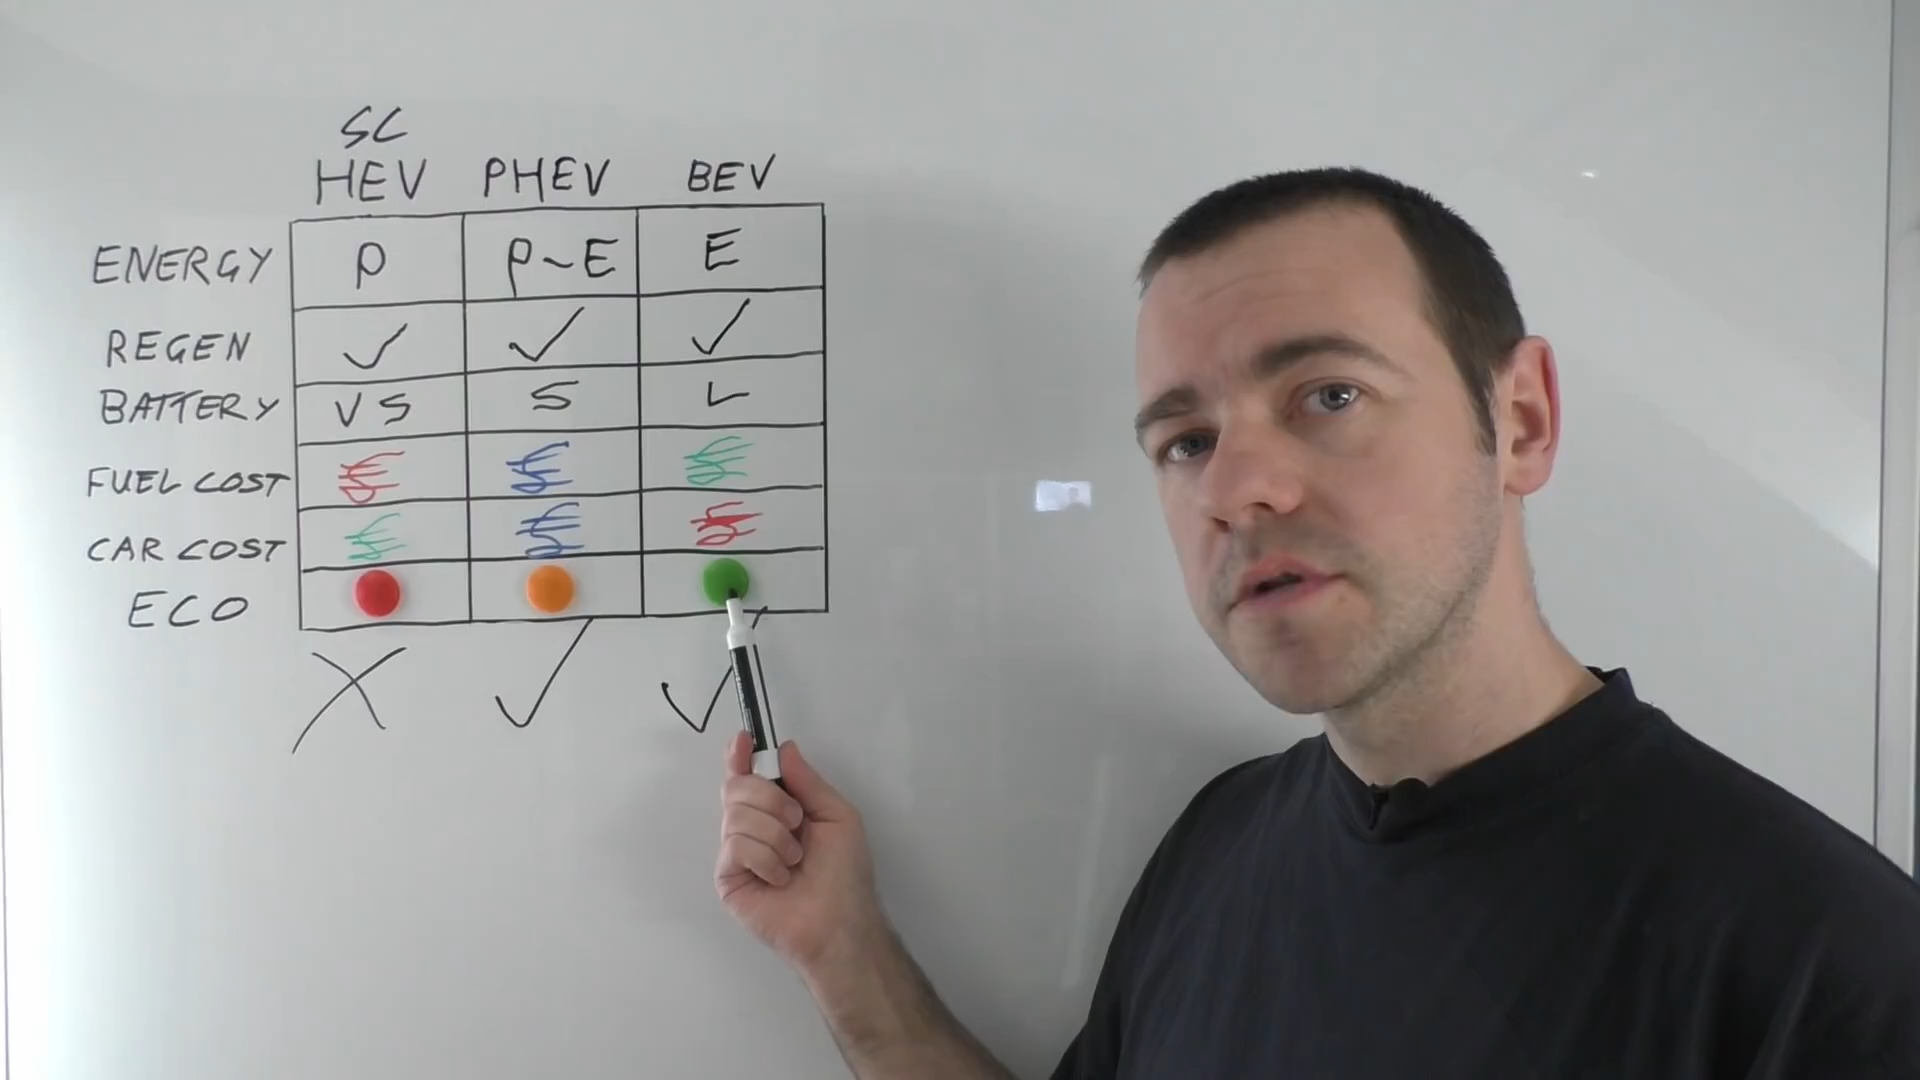 SC
HEV PHEV BEV
ENERGY P P~E E
REGEN ✓ ✓ ✓
BATTERY VS S L
FUEL COST £ £ £
CAR COST £ £ £
ECO
X ✓ ✓